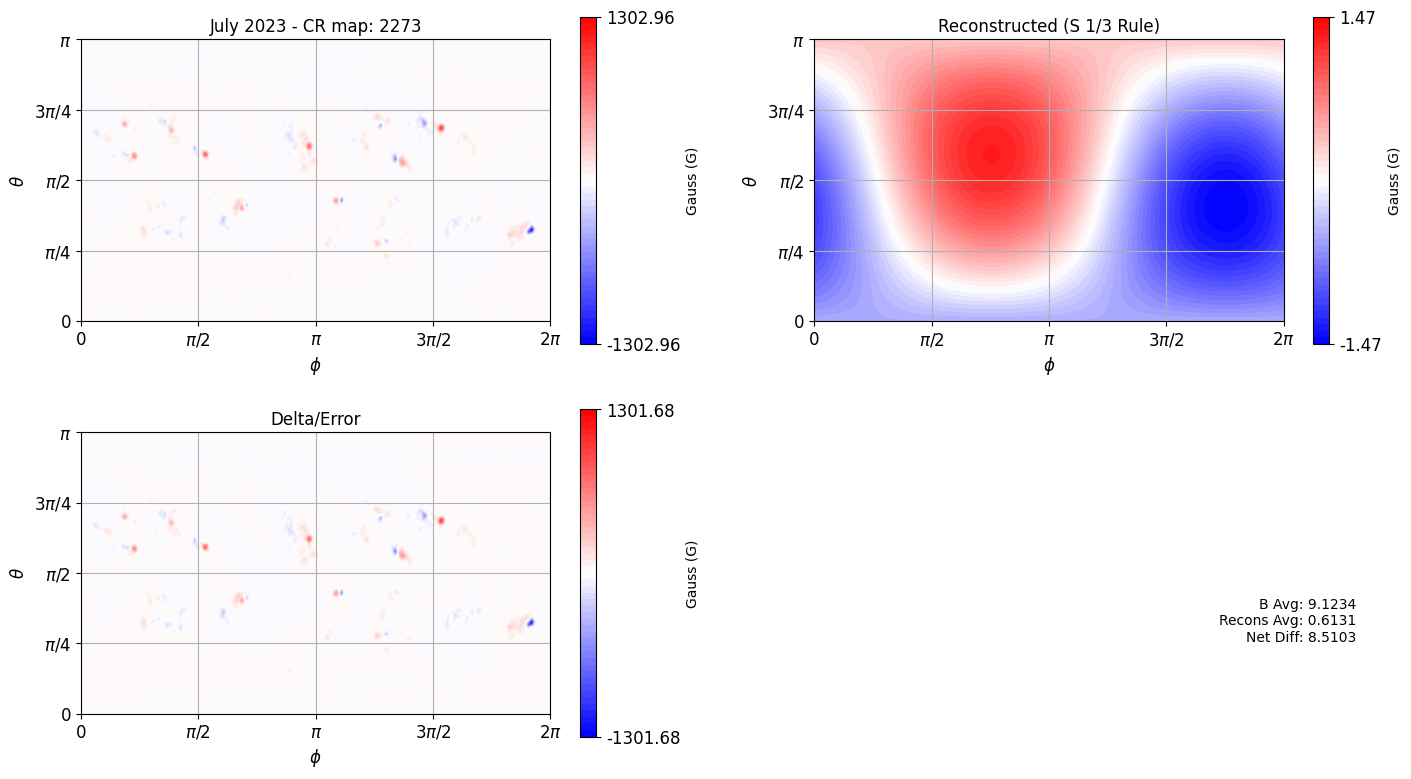 July 2023 - CR map: 2273
π
3π/4
π/2
π/4
0
θ
0
π/2
π
3π/2
2π
ϕ
1302.96
-1302.96
Gauss (G)
Reconstructed (S 1/3 Rule)
π
3π/4
π/2
π/4
0
θ
0
π/2
π
3π/2
2π
ϕ
1.47
-1.47
Gauss (G)
Delta/Error
π
3π/4
π/2
π/4
0
θ
0
π/2
π
3π/2
2π
ϕ
1301.68
-1301.68
Gauss (G)
B Avg: 9.1234
Recons Avg: 0.6131
Net Diff: 8.5103